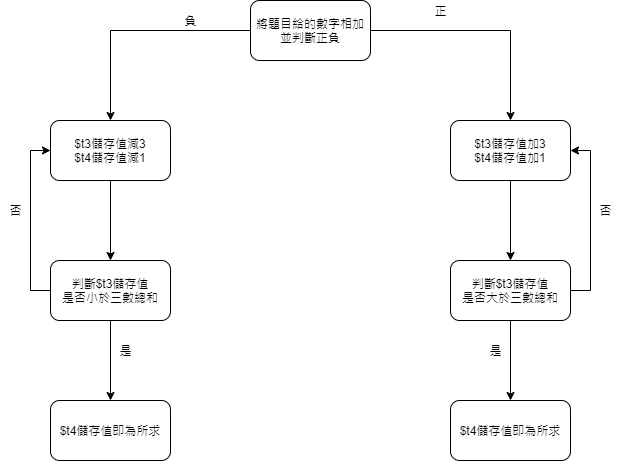 將題目給的數字相加
並判斷正負
負
正
$t3儲存值減3
$t4儲存值減1
$t3儲存值加3
$t4儲存值加1
否
否
判斷$t3儲存值
是否小於三數總和
判斷$t3儲存值
是否大於三數總和
是
是
$t4儲存值即為所求
$t4儲存值即為所求